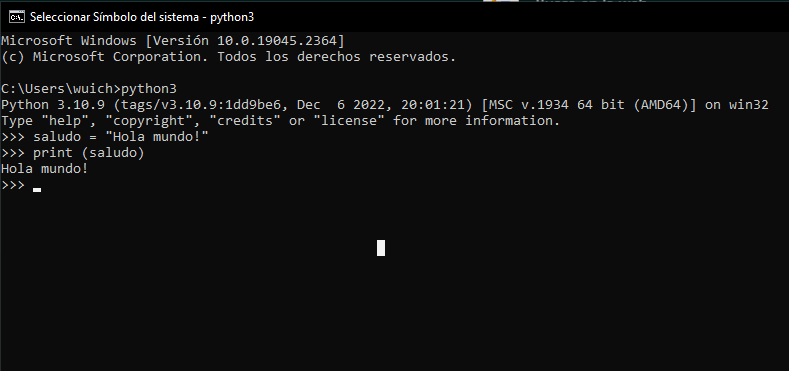 Seleccionar Símbolo del sistema - python3
Microsoft Windows [Versión 10.0.19045.2364]
(c) Microsoft Corporation. Todos los derechos reservados.
C:\Users\wuich>python3
Python 3.10.9 (tags/v3.10.9:1dd9be6, Dec  6 2022, 20:01:21) [MSC v.1934 64 bit (AMD64)] on win32
Type "help", "copyright", "credits" or "license" for more information.
>>> saludo = "Hola mundo!"
>>> print (saludo)
Hola mundo!
>>>